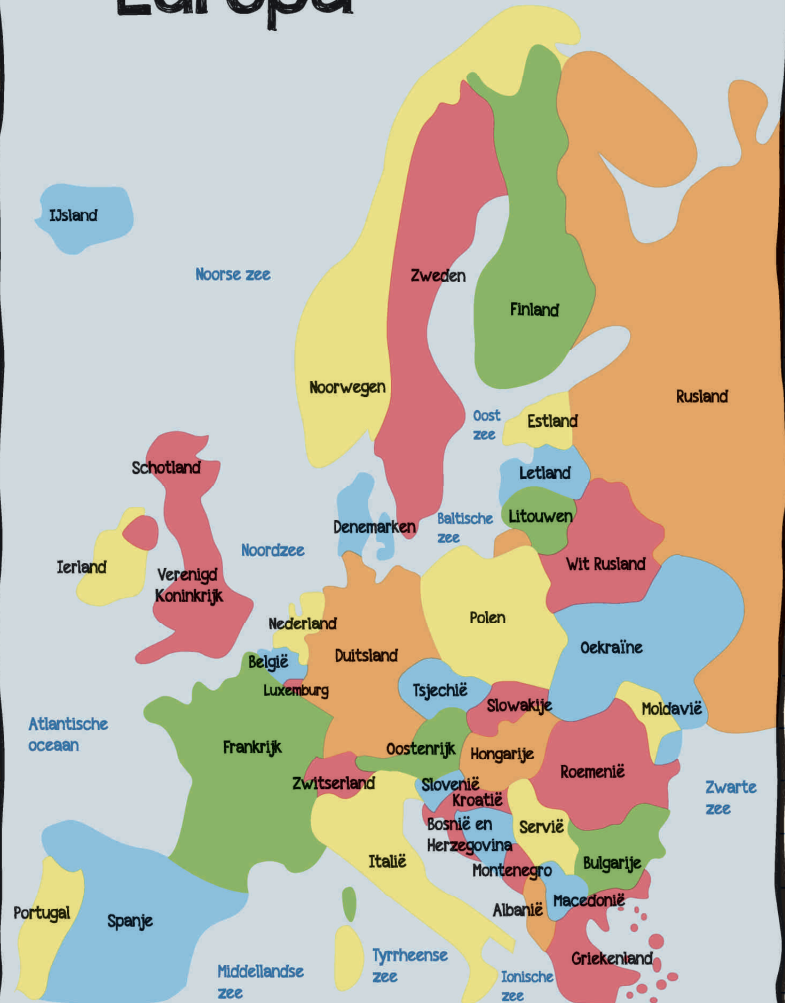 Europa
IJsland
Noorse zee
Zweden
Finland
Noorwegen
Rusland
Oost
zee
Estland
Schotland
Letland
Denemarken
Baltische
zee
Litouwen
Noordzee
Ierland
Verenigd
Koninkrijk
Wit Rusland
Nederland
Polen
België
Duitsland
Oekraïne
Luxemburg
Tsjechië
Slowakije
Moldavië
Atlantische
oceaan
Frankrijk
Oostenrijk
Hongarije
Roemenië
Zwitserland
Slovenië
Kroatië
Zwarte
zee
Bosnië en
Herzegovina
Servië
Italië
Montenegro
Bulgarije
Portugal
Spanje
Albanië
Macedonië
Middellandse
zee
Tyrrheense
zee
Ionische
zee
Griekenland